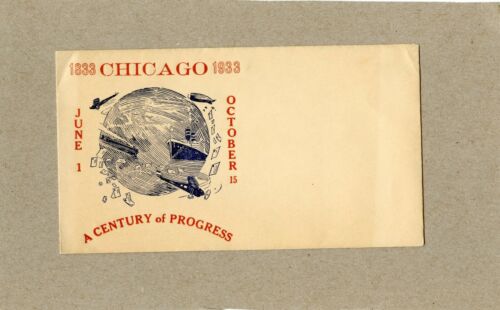 1833 CHICAGO 1933
JUNE 1
OCTOBER 15
A CENTURY of PROGRESS